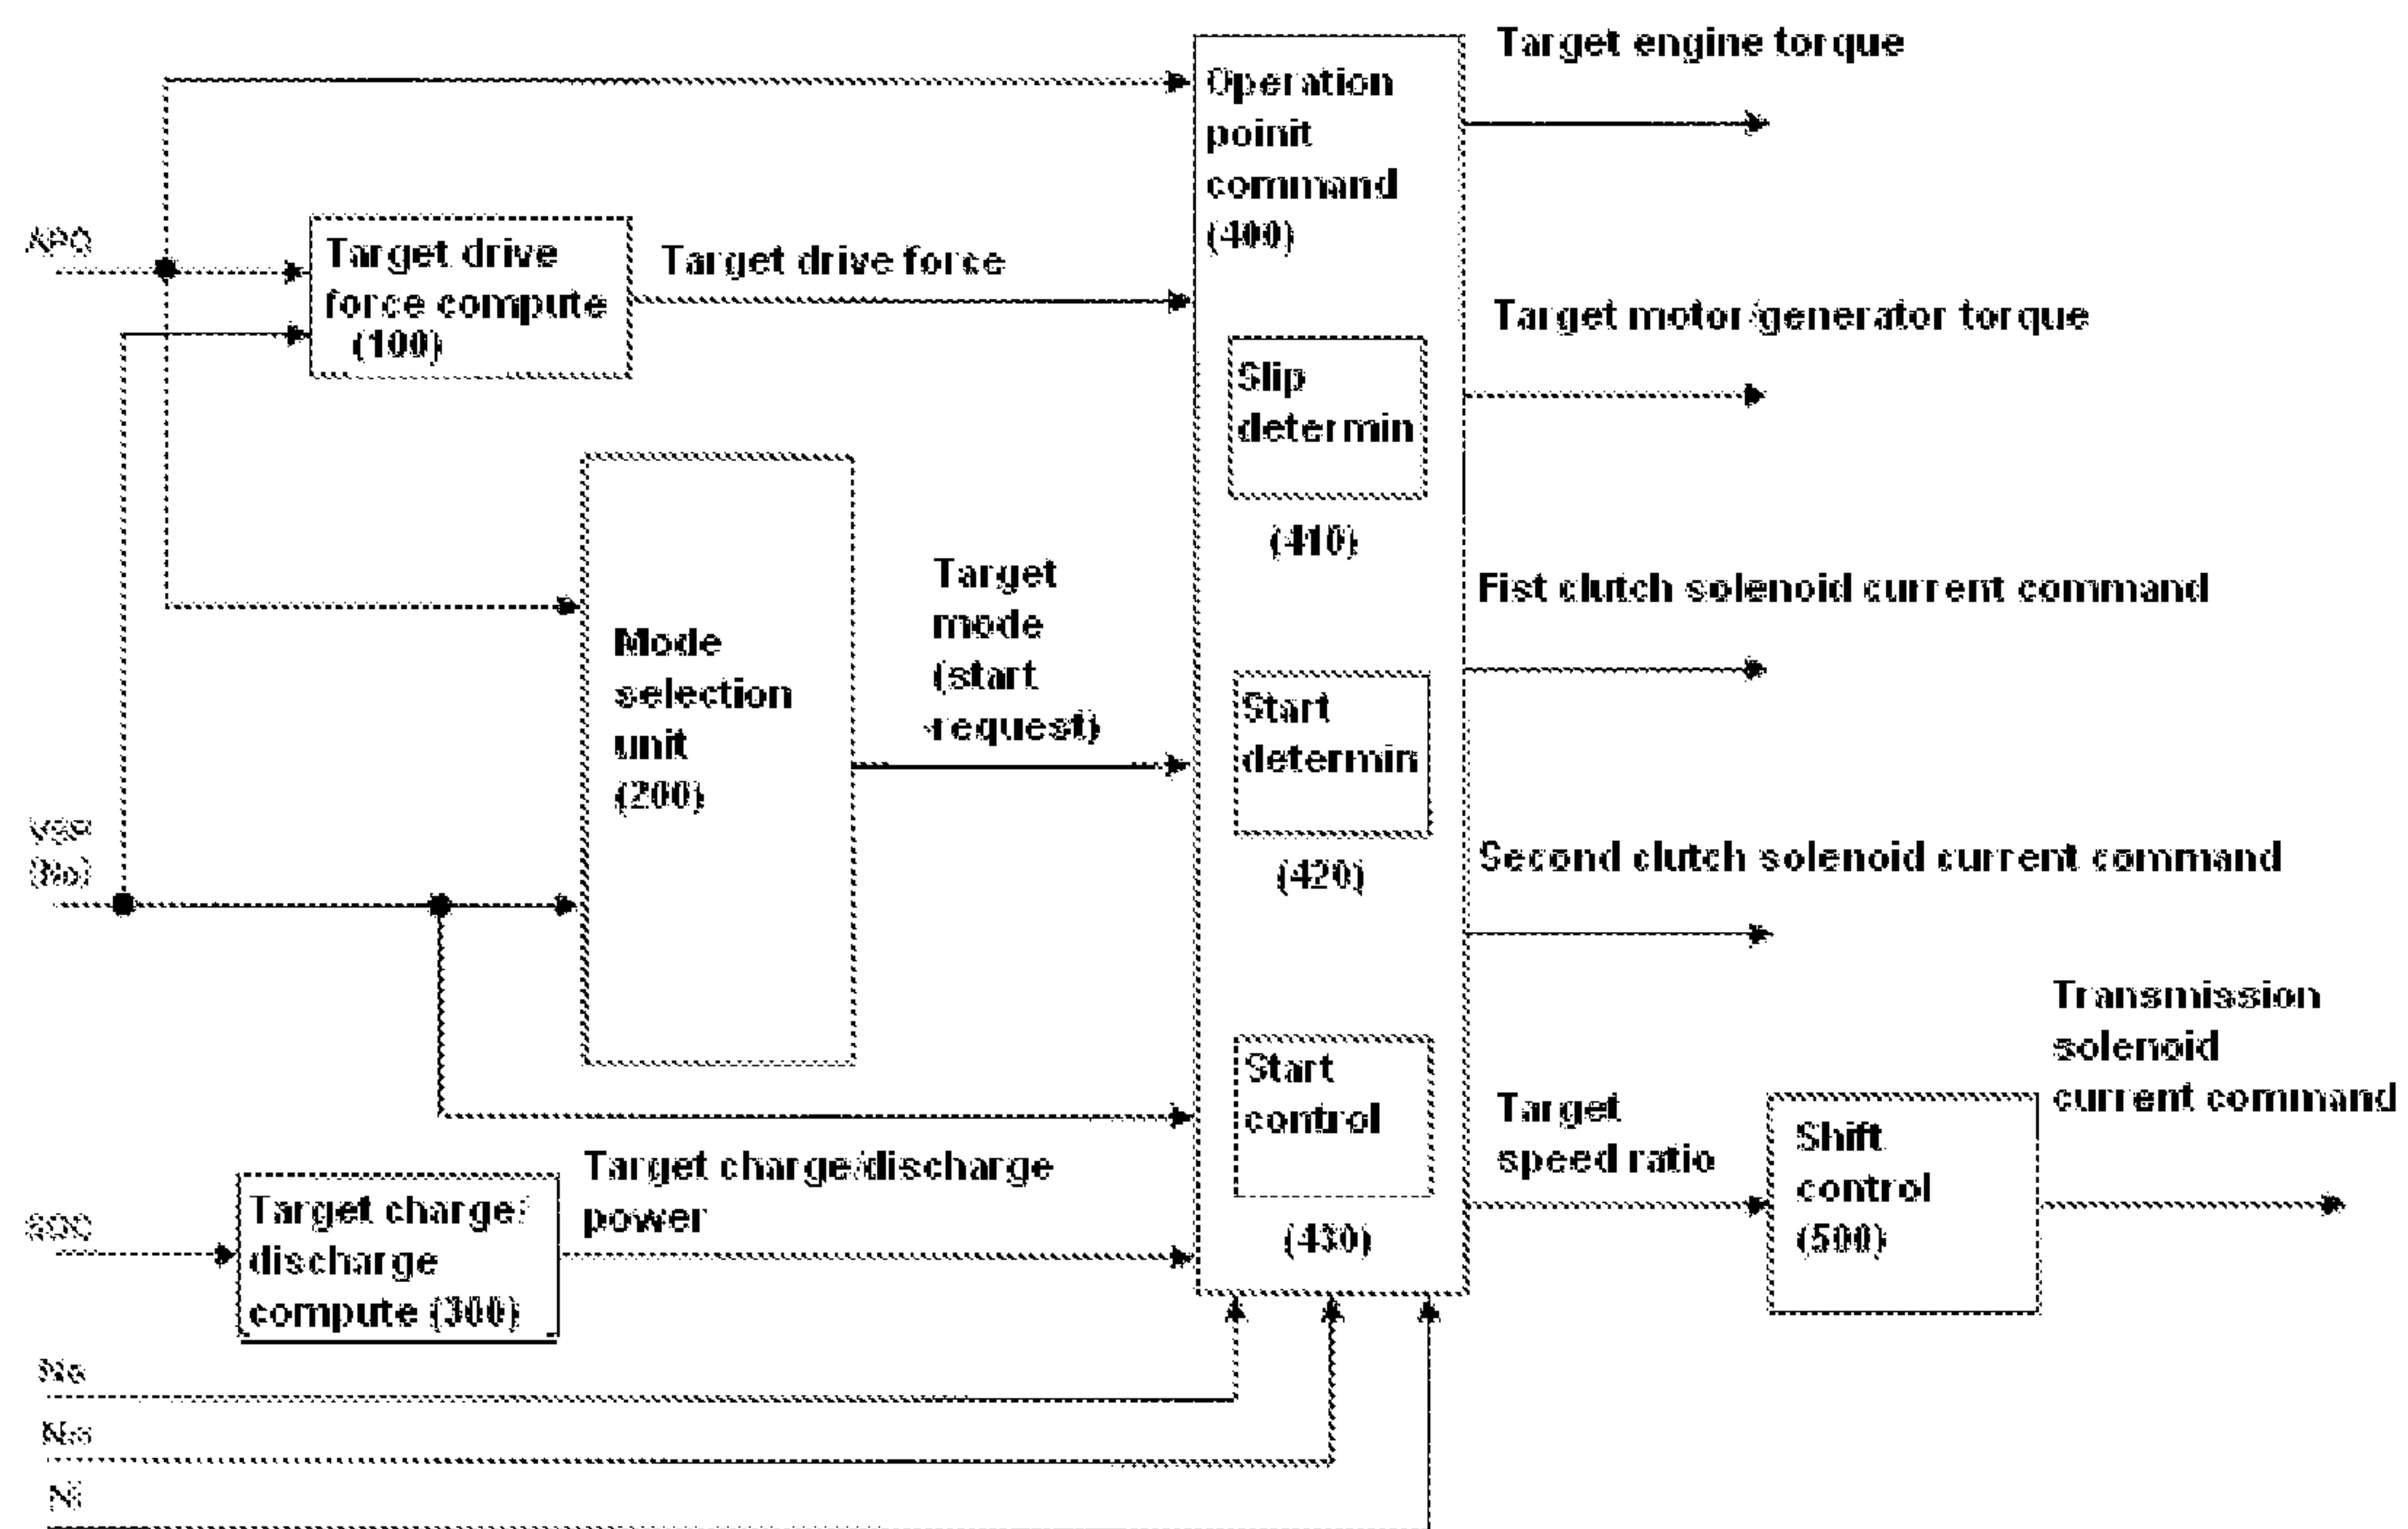 Target engine torque
Operation
poinit
command
(400)
APO
Target drive
force compute
(100)
Target drive force
Target motor/generator torque
Slip
determin
(410)
Target
mode
(start
request)
Fist clutch solenoid current command
Mode
selection
unit
(200)
Start
determin
(420)
VSP
(No)
Second clutch solenoid current command
Transmission
solenoid
current command
Start
control
(430)
Target
speed ratio
Shift
control
(500)
Target charge/discharge
power
SOC
Target charge/
discharge
compute (300)
Ni